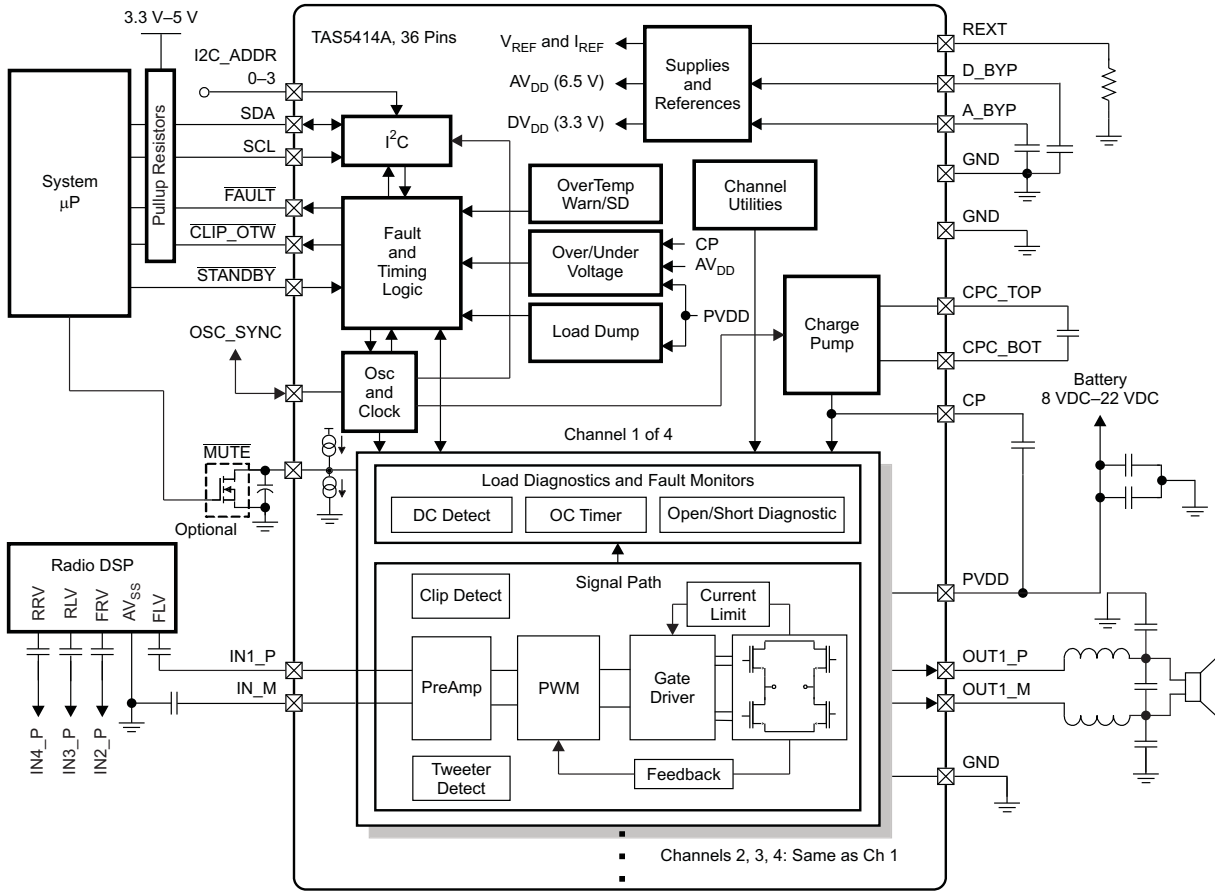 3.3 V–5 V
TAS5414A, 36 Pins
I2C_ADDR
0–3
SDA
SCL
FAULT
CLIP_OTW
STANDBY
OSC_SYNC
System
μP
Pullup Resistors
I²C
Fault
and
Timing
Logic
Osc
and
Clock
V_REF and I_REF
AV_DD (6.5 V)
DV_DD (3.3 V)
Supplies
and
References
REXT
D_BYP
A_BYP
GND
GND
OverTemp
Warn/SD
Over/Under
Voltage
Load Dump
CP
AV_DD
PVDD
Channel
Utilities
Charge
Pump
CPC_TOP
CPC_BOT
CP
Battery
8 VDC–22 VDC
Channel 1 of 4
MUTE
Optional
Load Diagnostics and Fault Monitors
DC Detect
OC Timer
Open/Short Diagnostic
Radio DSP
RRV
RLV
FRV
AV_SS
FLV
IN4_P
IN3_P
IN2_P
IN1_P
IN_M
Signal Path
Clip Detect
Current
Limit
PreAmp
PWM
Gate
Driver
Tweeter
Detect
Feedback
PVDD
OUT1_P
OUT1_M
GND
Channels 2, 3, 4: Same as Ch 1